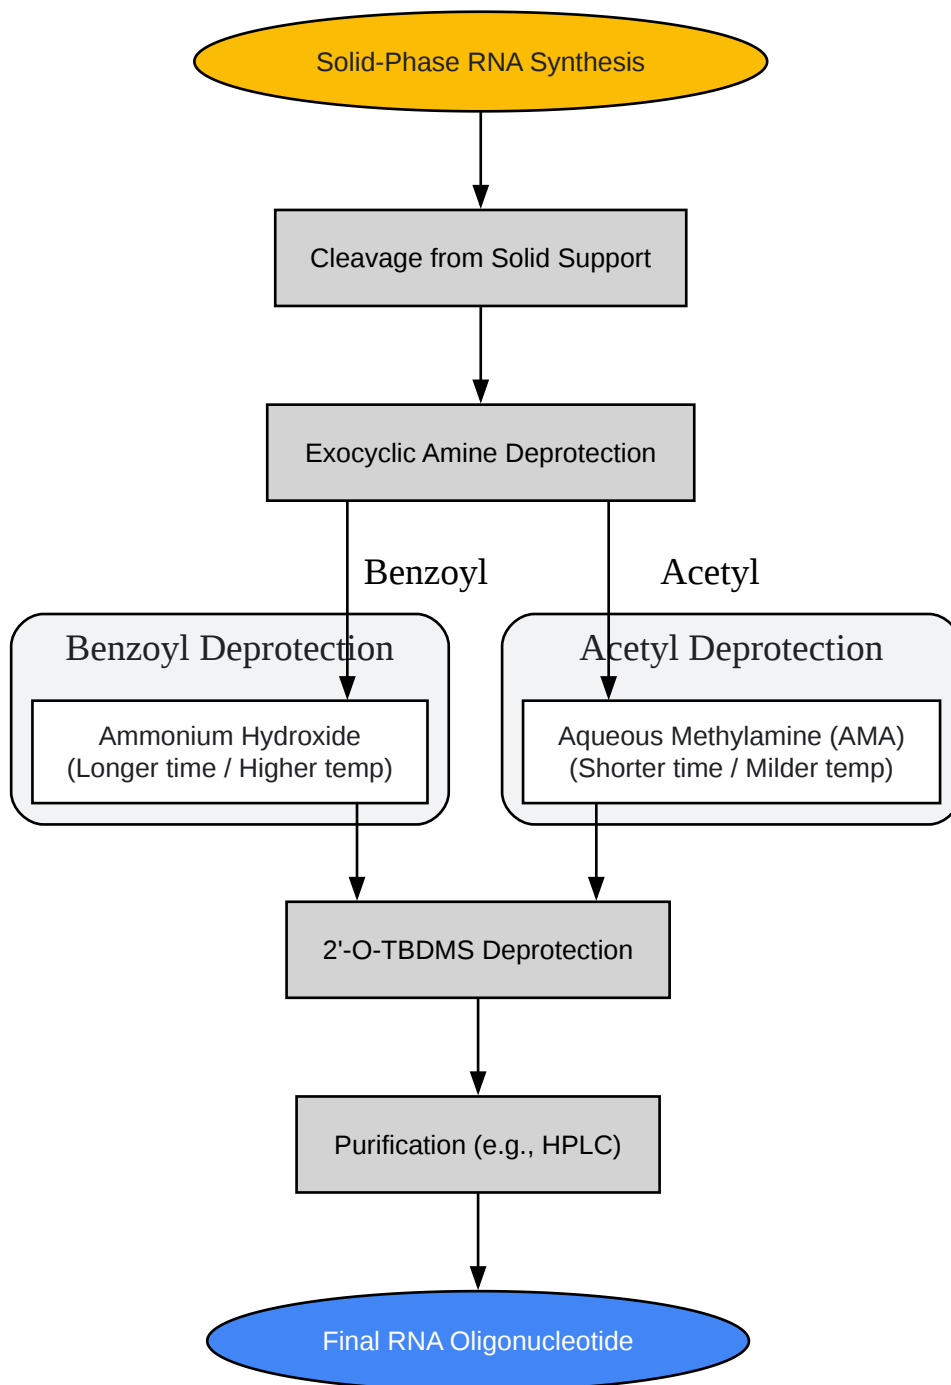 Solid-Phase RNA Synthesis
Cleavage from Solid Support
Exocyclic Amine Deprotection
Benzoyl
Acetyl
Benzoyl Deprotection
Ammonium Hydroxide
(Longer time / Higher temp)
Acetyl Deprotection
Aqueous Methylamine (AMA)
(Shorter time / Milder temp)
2'-O-TBDMS Deprotection
Purification (e.g., HPLC)
Final RNA Oligonucleotide